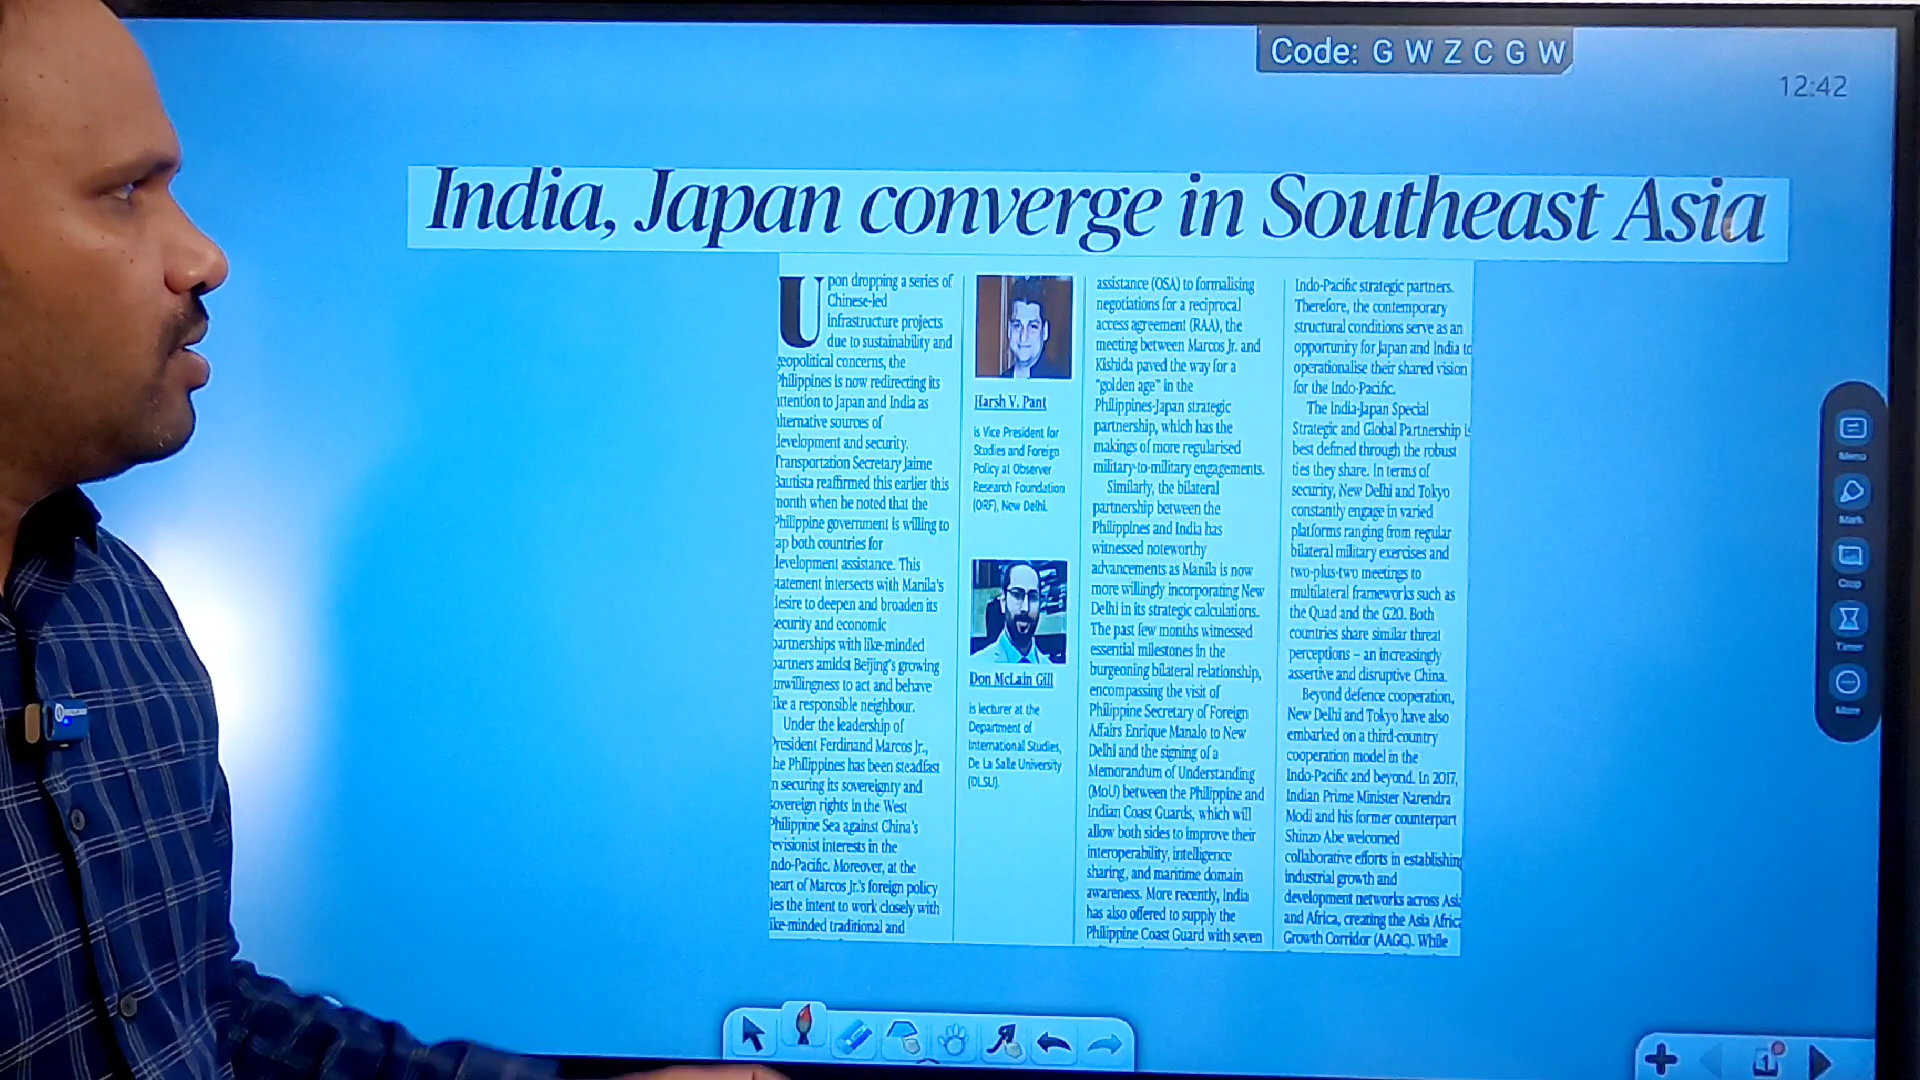 Code: G W Z C G W
12:42
India, Japan converge in Southeast Asia
Upon dropping a series of
Chinese-led
infrastructure projects
due to sustainability and
geopolitical concerns, the
Philippines is now redirecting its
attention to Japan and India as
alternative sources of
development and security.
Transportation Secretary Jaime
Bautista reaffirmed this earlier this
month when he noted that the
Philippine government is willing to
tap both countries for
development assistance. This
statement intersects with Manila's
desire to deepen and broaden its
security and economic
partnerships with like-minded
partners amidst Beijing's growing
unwillingness to act and behave
like a responsible neighbour.
Under the leadership of
President Ferdinand Marcos Jr.,
the Philippines has been steadfast
in securing its sovereignty and
sovereign rights in the West
Philippine Sea against China's
revisionist interests in the
Indo-Pacific. Moreover, at the
heart of Marcos Jr.'s foreign policy
lies the intent to work closely with
like-minded traditional and
Harsh V. Pant
is Vice President for
Studies and Foreign
Policy at Observer
Research Foundation
(ORF), New Delhi.
Don McLain Gill
is lecturer at the
Department of
International Studies,
De La Salle University
(DLSU).
assistance (OSA) to formalising
negotiations for a reciprocal
access agreement (RAA), the
meeting between Marcos Jr. and
Kishida paved the way for a
"golden age" in the
Philippines-Japan strategic
partnership, which has the
makings of more regularised
military-to-military engagements.
Similarly, the bilateral
partnership between the
Philippines and India has
witnessed noteworthy
advancements as Manila is now
more willingly incorporating New
Delhi in its strategic calculations.
The past few months witnessed
essential milestones in the
burgeoning bilateral relationship,
encompassing the visit of
Philippine Secretary of Foreign
Affairs Enrique Manalo to New
Delhi and the signing of a
Memorandum of Understanding
(MoU) between the Philippine and
Indian Coast Guards, which will
allow both sides to improve their
interoperability, intelligence
sharing, and maritime domain
awareness. More recently, India
has also offered to supply the
Philippine Coast Guard with seven
Indo-Pacific strategic partners.
Therefore, the contemporary
structural conditions serve as an
opportunity for Japan and India to
operationalise their shared vision
for the Indo-Pacific.
The India-Japan Special
Strategic and Global Partnership is
best defined through the robust
ties they share. In terms of
security, New Delhi and Tokyo
constantly engage in varied
platforms ranging from regular
bilateral military exercises and
two-plus-two meetings to
multilateral frameworks such as
the Quad and the G20. Both
countries share similar threat
perceptions – an increasingly
assertive and disruptive China.
Beyond defence cooperation,
New Delhi and Tokyo have also
embarked on a third-country
cooperation model in the
Indo-Pacific and beyond. In 2017,
Indian Prime Minister Narendra
Modi and his former counterpart
Shinzo Abe welcomed
collaborative efforts in establishing
industrial growth and
development networks across Asia
and Africa, creating the Asia Africa
Growth Corridor (AAGC). While
Menu
Mark
Crop
Timer
More
1